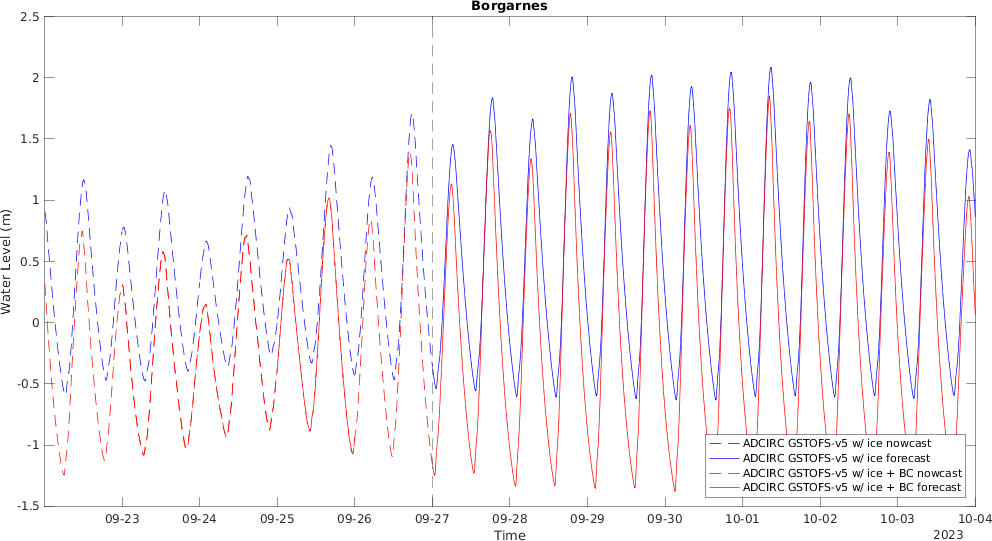 Borgarnes
2.5
2
1.5
1
0.5
0
-0.5
-1
-1.5
Water Level (m)
09-23 09-24 09-25 09-26 09-27 09-28 09-29 09-30 10-01 10-02 10-03 10-04
2023
Time
ADCIRC GSTOFS-v5 w/ ice nowcast
ADCIRC GSTOFS-v5 w/ ice forecast
ADCIRC GSTOFS-v5 w/ ice + BC nowcast
ADCIRC GSTOFS-v5 w/ ice + BC forecast